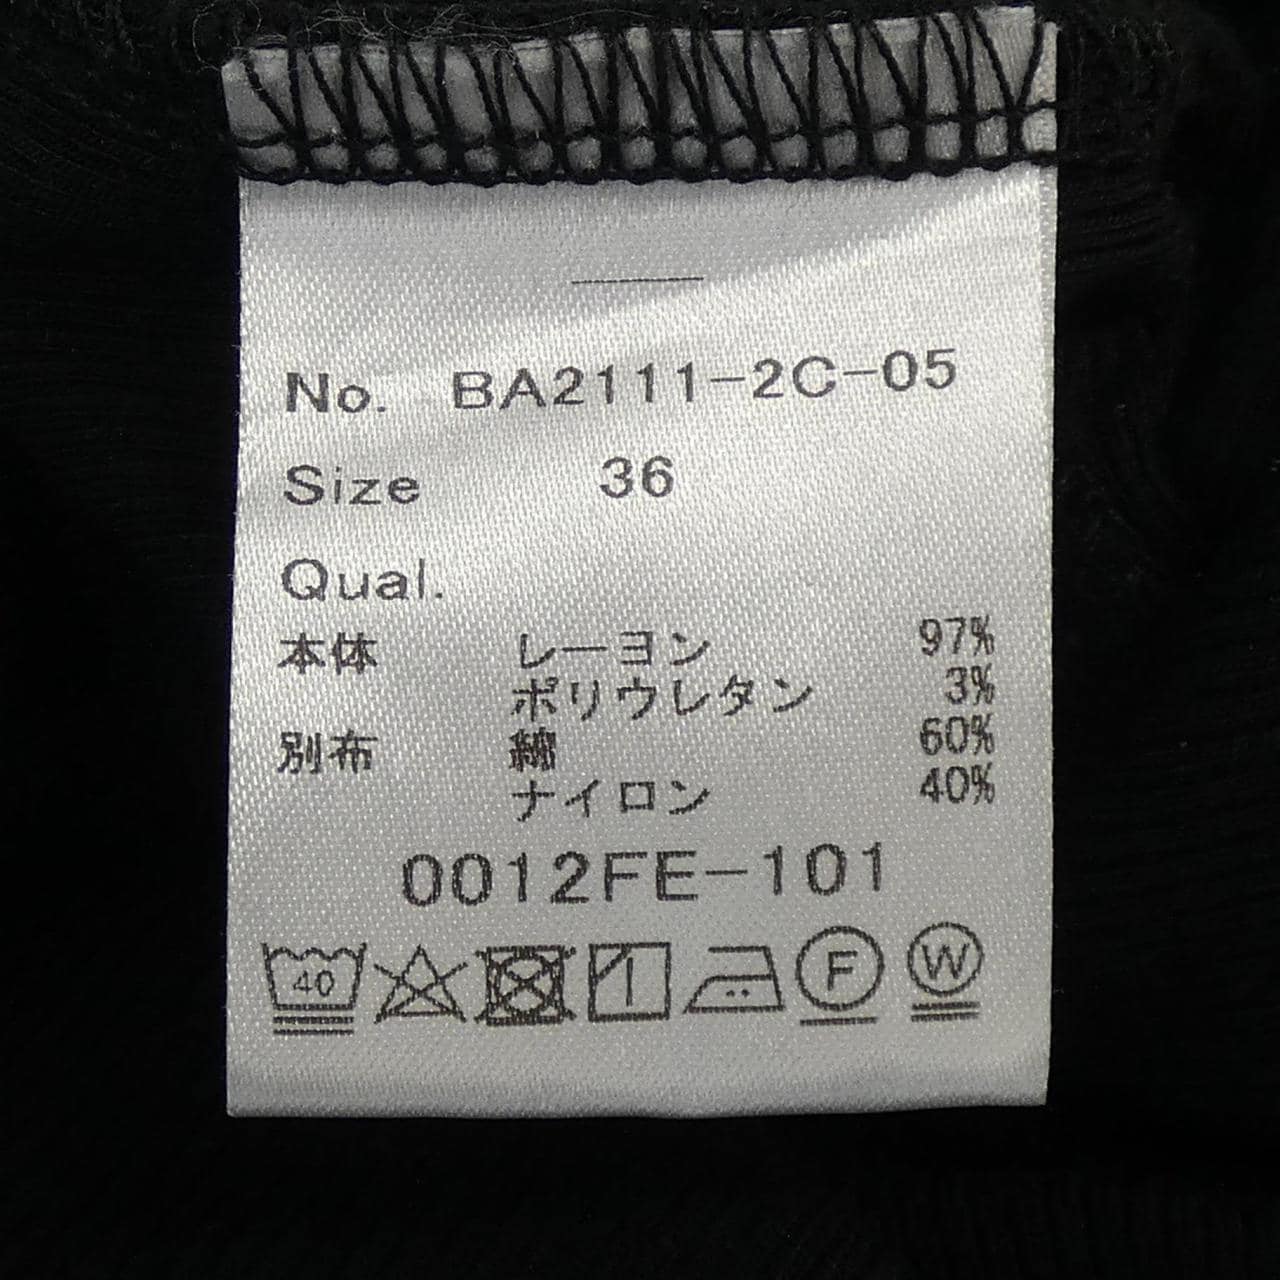 No. BA2111-2C-05
Size 36
Qual.
本体 レーヨン 97%
ポリウレタン 3%
別布 綿 60%
ナイロン 40%
0012FE-101
40 F W